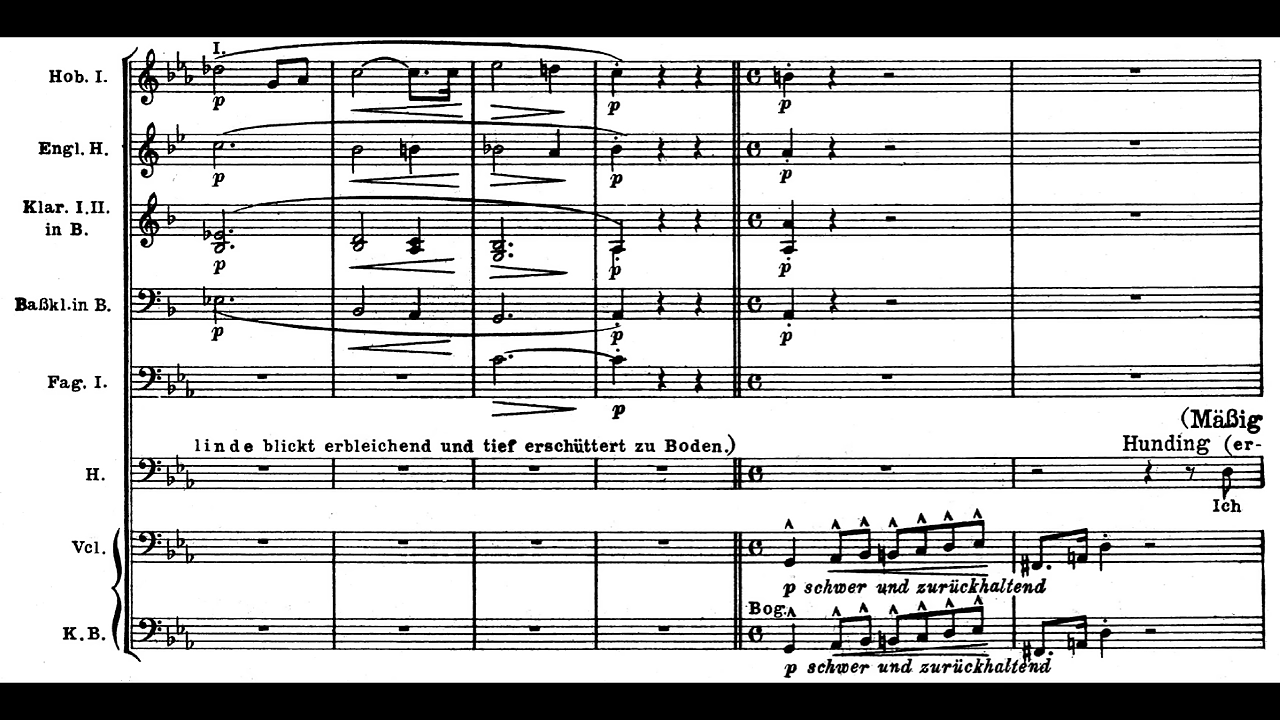 I.
Hob. I.
p p p
Engl. H.
p p p
Klar. I.II.
in B.
p p p
Baßkl.in B.
p p p
Fag. I.
p
(Mäßig
linde blickt erbleichend und tief erschüttert zu Boden.) Hunding (er-
H.
Ich
Vcl.
p schwer und zurückhaltend
Bog.
K.B.
p schwer und zurückhaltend